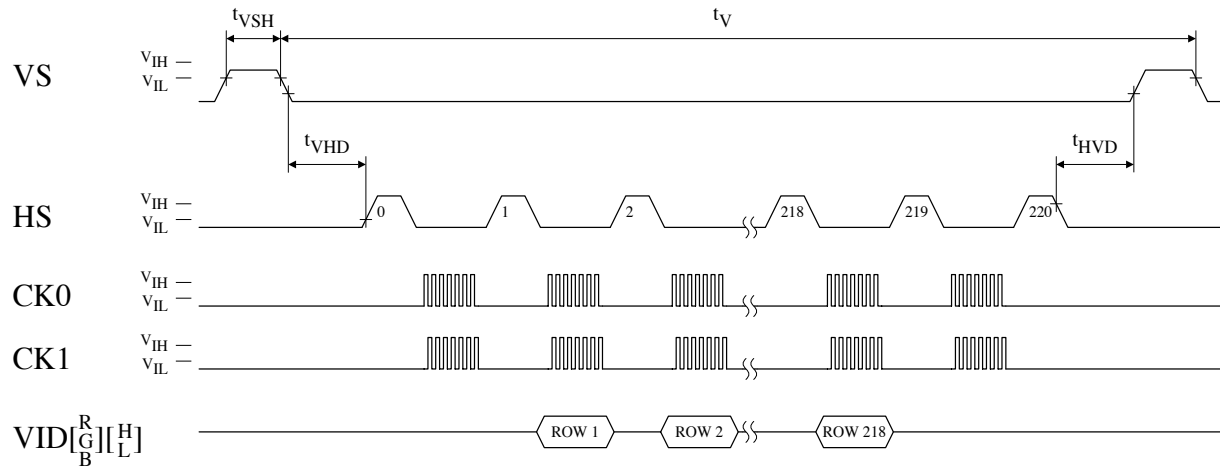 tVSH
tV
VS
VIH
VIL
tVHD
tHVD
HS
VIH
VIL
0
1
2
218
219
220
CK0
VIH
VIL
CK1
VIH
VIL
VID[R G B][H L]
ROW 1
ROW 2
ROW 218